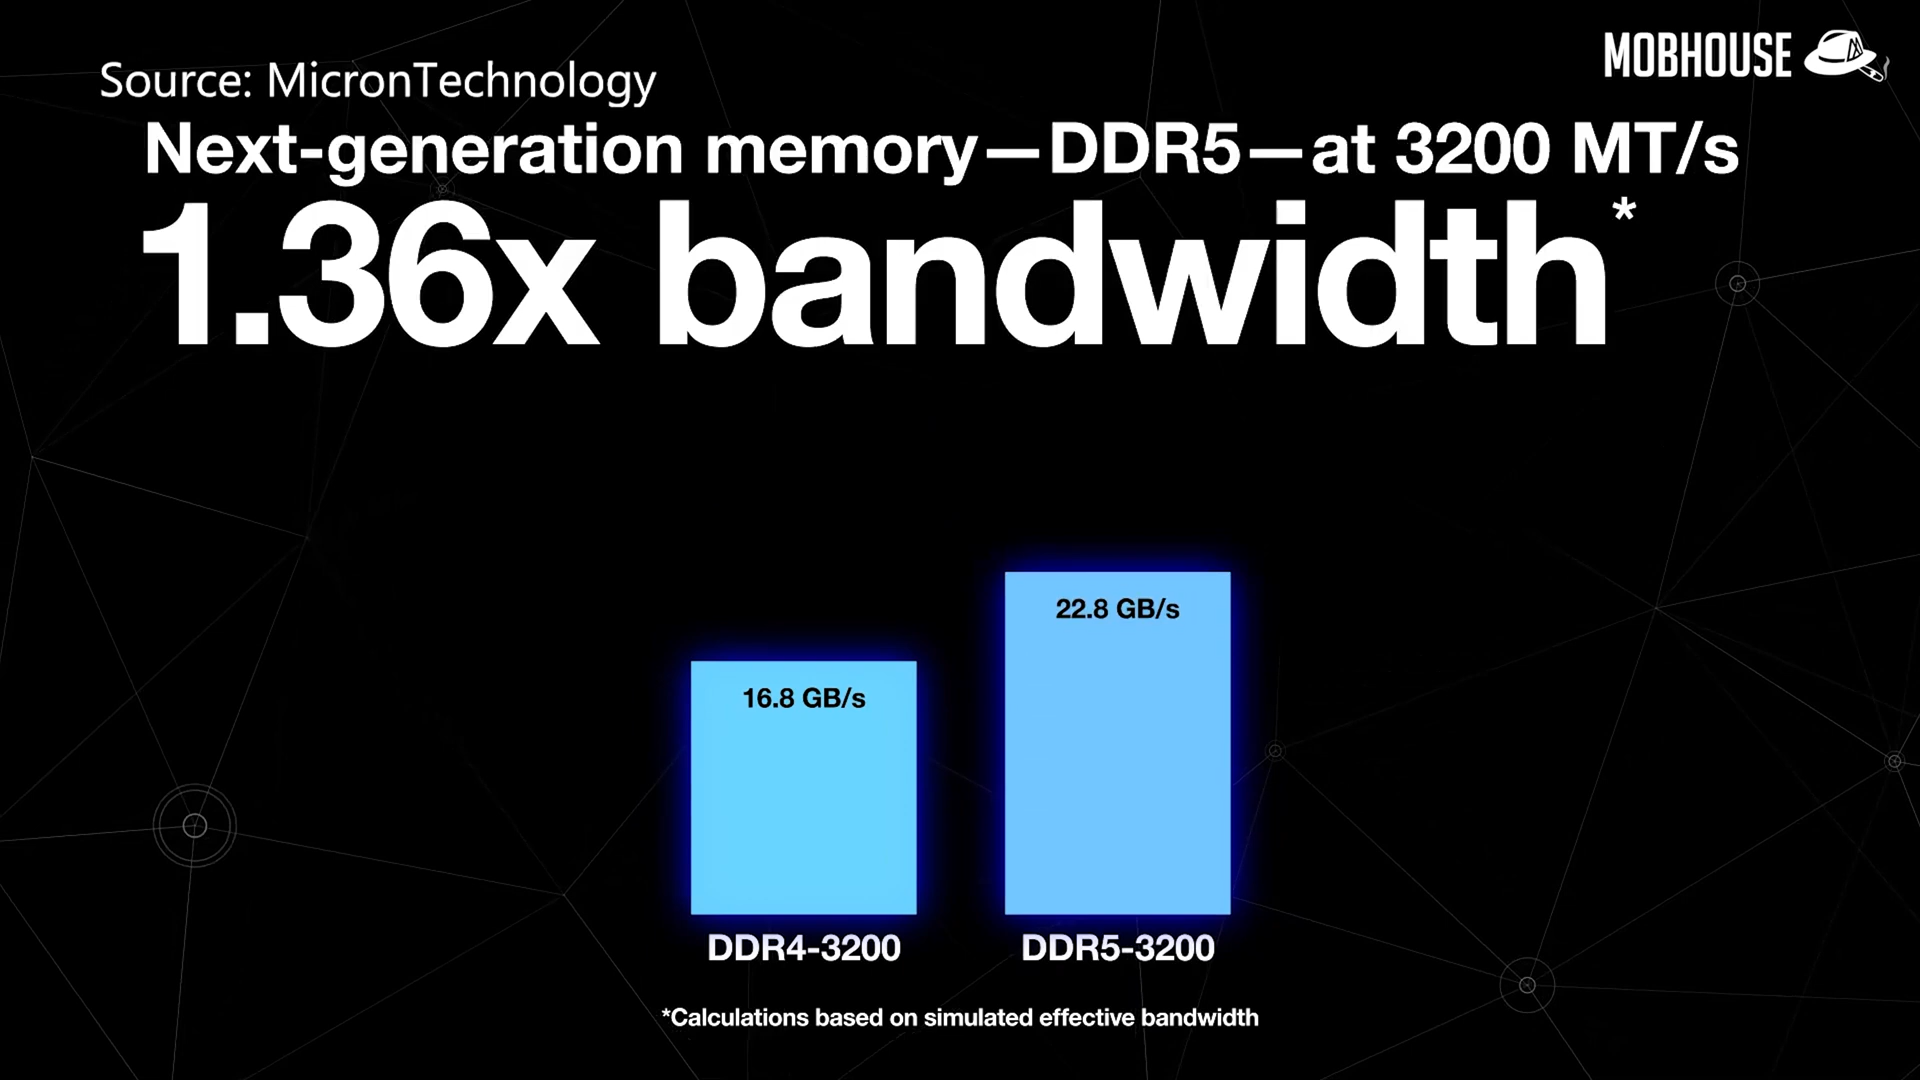 MOBHOUSE
Source: MicronTechnology
Next-generation memory—DDR5—at 3200 MT/s
1.36x bandwidth*
22.8 GB/s
16.8 GB/s
DDR4-3200 DDR5-3200
*Calculations based on simulated effective bandwidth